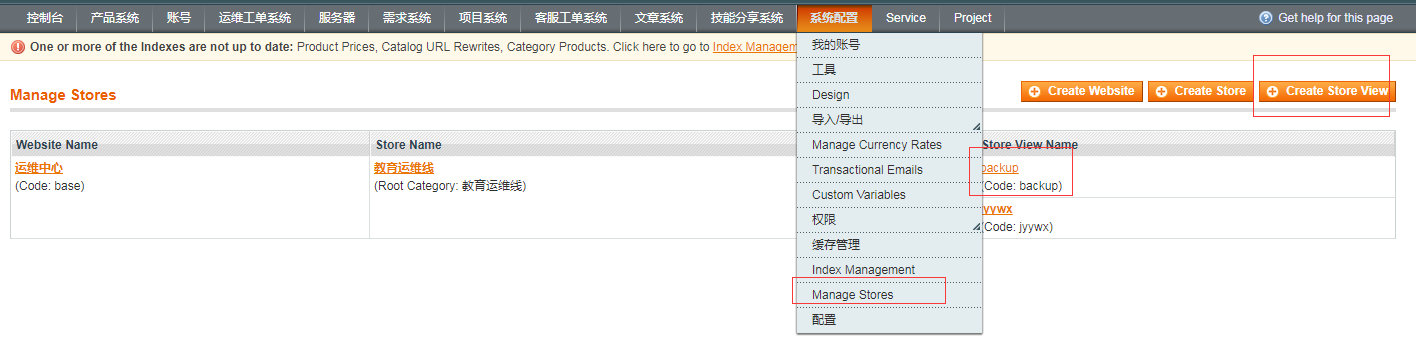 控制台 产品系统 账号 运维工单系统 服务器 需求系统 项目系统 客服工单系统 文章系统 技能分享系统 系统配置 Service Project Get help for this page
One or more of the Indexes are not up to date: Product Prices, Catalog URL Rewrites, Category Products. Click here to go to Index Managem
我的账号
工具
Design
导入/导出
Manage Currency Rates
Transactional Emails
Custom Variables
权限
缓存管理
Index Management
Manage Stores
配置
Manage Stores
Create Website Create Store Create Store View
Website Name Store Name Store View Name
运维中心 教育运维线 backup
(Code: base) (Root Category: 教育运维线) (Code: backup)
jyywx
(Code: jyywx)